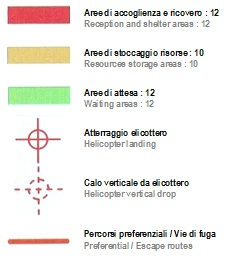 Aree di accoglienza e ricovero : 12
Reception and shelter areas : 12
Aree di stoccaggio risorse : 10
Resources storage areas : 10
Aree di attesa : 12
Waiting areas : 12
Atterraggio elicottero
Helicopter landing
Calo verticale da elicottero
Helicopter vertical drop
Percorsi preferenziali / Vie di fuga
Preferential / Escape routes